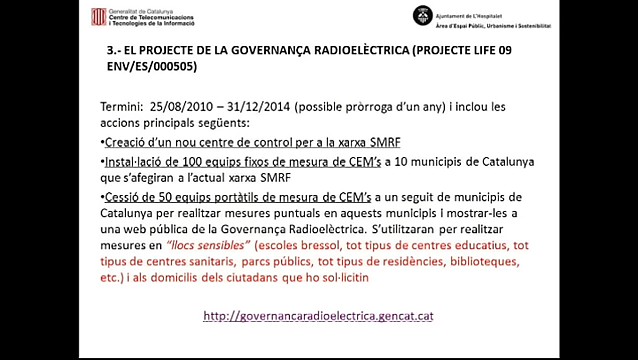 Generalitat de Catalunya
Centre de Telecomunicacions
i Tecnologies de la Informació
Ajuntament de L'Hospitalet
Àrea d'Espai Públic, Urbanisme i Sostenibilitat
3.- EL PROJECTE DE LA GOVERNANÇA RADIOELÈCTRICA (PROJECTE LIFE 09
ENV/ES/000505)
Termini: 25/08/2010 – 31/12/2014 (possible pròrroga d'un any) i inclou les
accions principals següents:
•Creació d'un nou centre de control per a la xarxa SMRF
•Instal·lació de 100 equips fixos de mesura de CEM's a 10 municipis de Catalunya
que s'afegiran a l'actual xarxa SMRF
•Cessió de 50 equips portàtils de mesura de CEM's a un seguit de municipis de
Catalunya per realitzar mesures puntuals en aquests municipis i mostrar-les a
una web pública de la Governança Radioelèctrica. S'utilitzaran per realitzar
mesures en "llocs sensibles" (escoles bressol, tot tipus de centres educatius, tot
tipus de centres sanitaris, parcs públics, tot tipus de residències, biblioteques,
etc.) i als domicilis dels ciutadans que ho sol·licitin
http://governancaradioelectrica.gencat.cat